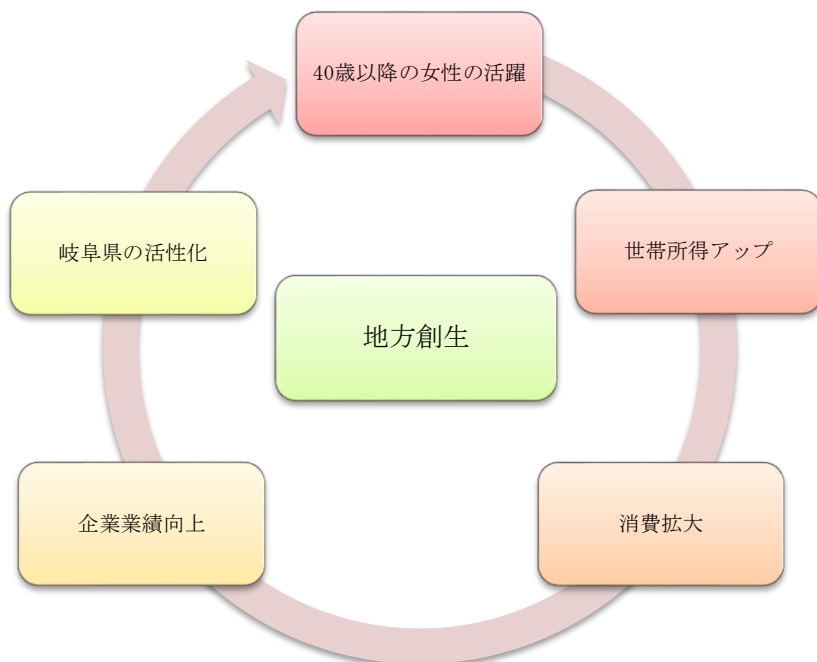 40歳以降の女性の活躍
世帯所得アップ
消費拡大
企業業績向上
岐阜県の活性化
地方創生